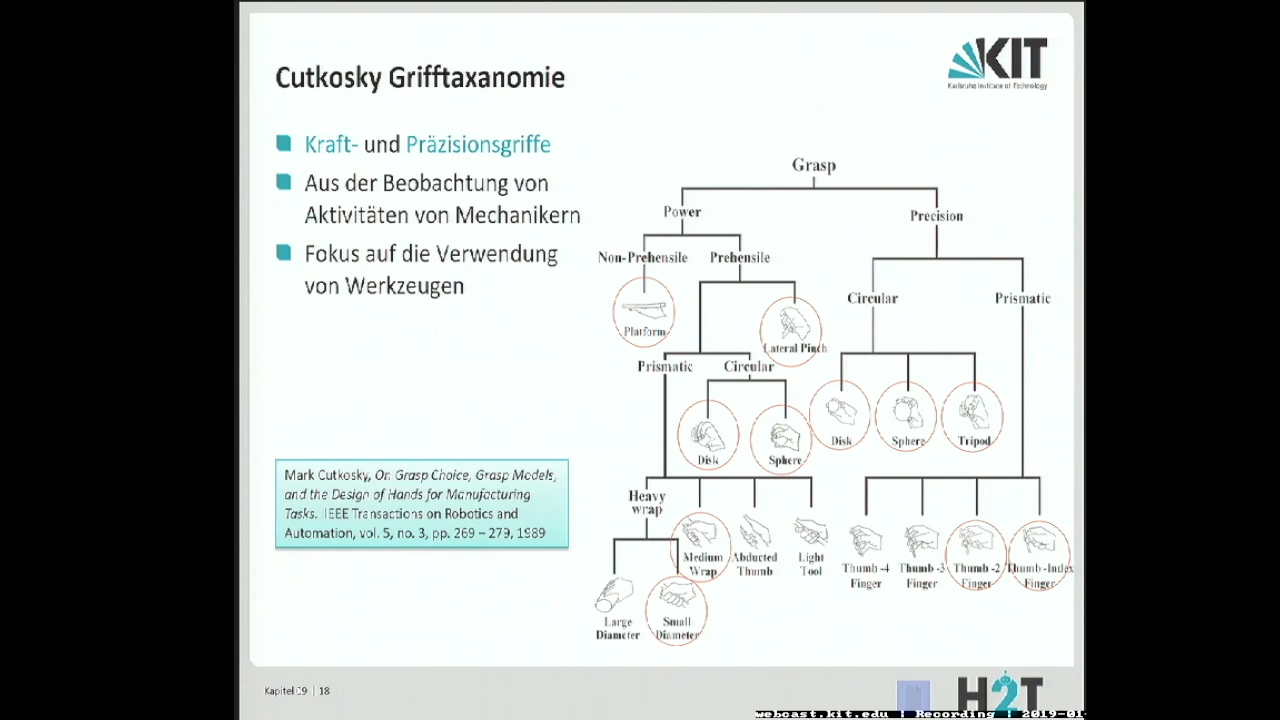 Cutkosky Grifftaxanomie
KIT
Karlsruhe Institute of Technology
Kraft- und Präzisionsgriffe
Aus der Beobachtung von
Aktivitäten von Mechanikern
Fokus auf die Verwendung
von Werkzeugen
Mark Cutkosky, On Grasp Choice, Grasp Models,
and the Design of Hands for Manufacturing
Tasks. IEEE Transactions on Robotics and
Automation, vol. 5, no. 3, pp. 269 – 279, 1989
Grasp
Power
Precision
Non-Prehensile
Prehensile
Circular
Prismatic
Platform
Lateral Pinch
Prismatic
Circular
Disk
Sphere
Disk
Sphere
Tripod
Heavy
wrap
Medium
Wrap
Abducted
Thumb
Light
Tool
Thumb -4
Finger
Thumb -3
Finger
Thumb -2
Finger
Thumb -Index
Finger
Large
Diameter
Small
Diameter
Kapitel 09 | 18
H2T
webcast.kit.edu | Recording | 2019-01-